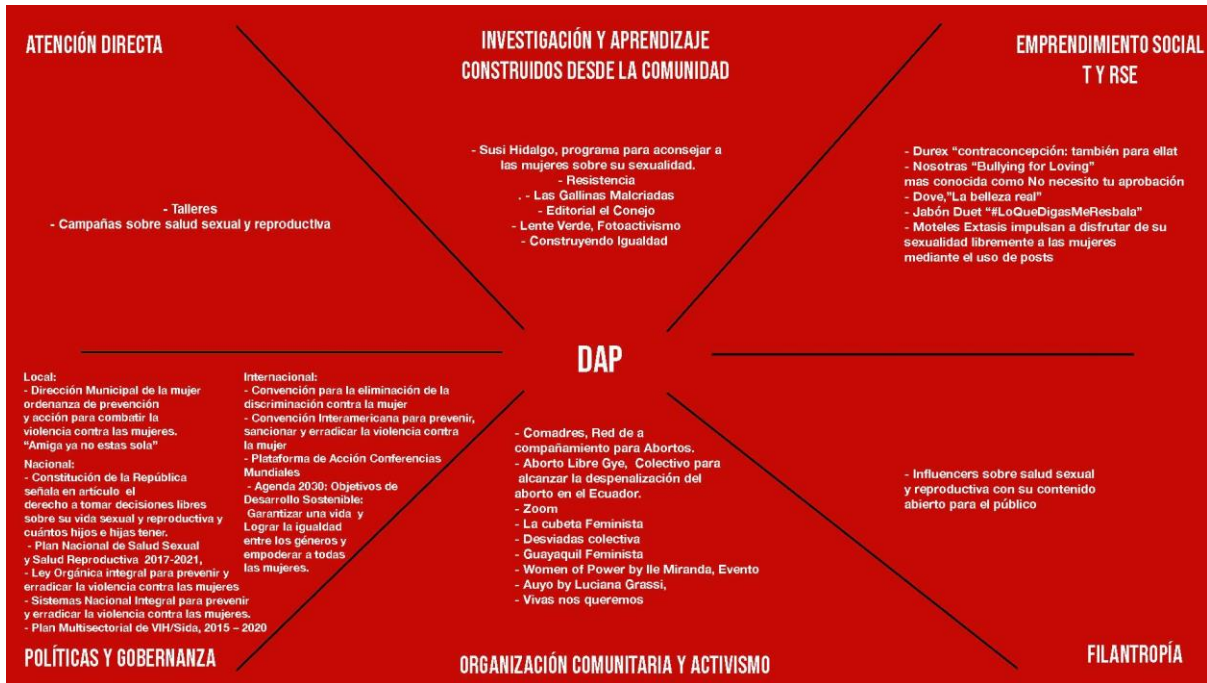 ATENCIÓN DIRECTA
- Talleres
- Campañas sobre salud sexual y reproductiva
INVESTIGACIÓN Y APRENDIZAJE
CONSTRUIDOS DESDE LA COMUNIDAD
- Susi Hidalgo, programa para aconsejar a
las mujeres sobre su sexualidad.
- Resistencia
. - Las Gallinas Malcriadas
- Editorial el Conejo
- Lente Verde, Fotoactivismo
- Construyendo Igualdad
EMPRENDIMIENTO SOCIAL
T Y RSE
- Durex “contraconcepción: también para ellat
- Nosotras “Bullying for Loving”
mas conocida como No necesito tu aprobación
- Dove,”La belleza real”
- Jabón Duet “#LoQueDigasMeResbala”
- Moteles Extasis impulsan a disfrutar de su
sexualidad libremente a las mujeres
mediante el uso de posts
DAP
Local:
- Dirección Municipal de la mujer
ordenanza de prevención
y acción para combatir la
violencia contra las mujeres.
“Amiga ya no estas sola”
Nacional:
- Constitución de la República
señala en artículo el
derecho a tomar decisiones libres
sobre su vida sexual y reproductiva y
cuántos hijos e hijas tener.
- Plan Nacional de Salud Sexual
y Salud Reproductiva 2017-2021,
- Ley Orgánica integral para prevenir y
erradicar la violencia contra las mujeres
- Sistemas Nacional Integral para prevenir
y erradicar la violencia contra las mujeres.
- Plan Multisectorial de VIH/Sida, 2015 – 2020
Internacional:
- Convención para la eliminación de la
discriminación contra la mujer
- Convención Interamericana para prevenir,
sancionar y erradicar la violencia contra
la mujer
- Plataforma de Acción Conferencias
Mundiales
- Agenda 2030: Objetivos de
Desarrollo Sostenible:
Garantizar una vida y
Lograr la igualdad
entre los géneros y
empoderar a todas
las mujeres.
POLÍTICAS Y GOBERNANZA
- Comadres, Red de a
compañamiento para Abortos.
- Aborto Libre Gye, Colectivo para
alcanzar la despenalización del
aborto en el Ecuador.
- Zoom
- La cubeta Feminista
- Desviadas colectiva
- Guayaquil Feminista
- Women of Power by Ile Miranda, Evento
- Auyo by Luciana Grassi,
- Vivas nos queremos
ORGANIZACIÓN COMUNITARIA Y ACTIVISMO
- Influencers sobre salud sexual
y reproductiva con su contenido
abierto para el público
FILANTROPÍA